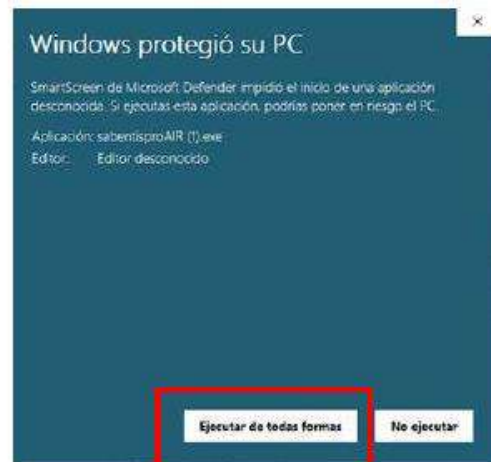 Windows protegió su PC
SmartScreen de Microsoft Defender impidió el inicio de una aplicación
desconocida. Si ejecutas esta aplicación, podrías poner en riesgo el PC.
Aplicación: sabentisproAIR (1).exe
Editor: Editor desconocido
Ejecutar de todas formas
No ejecutar